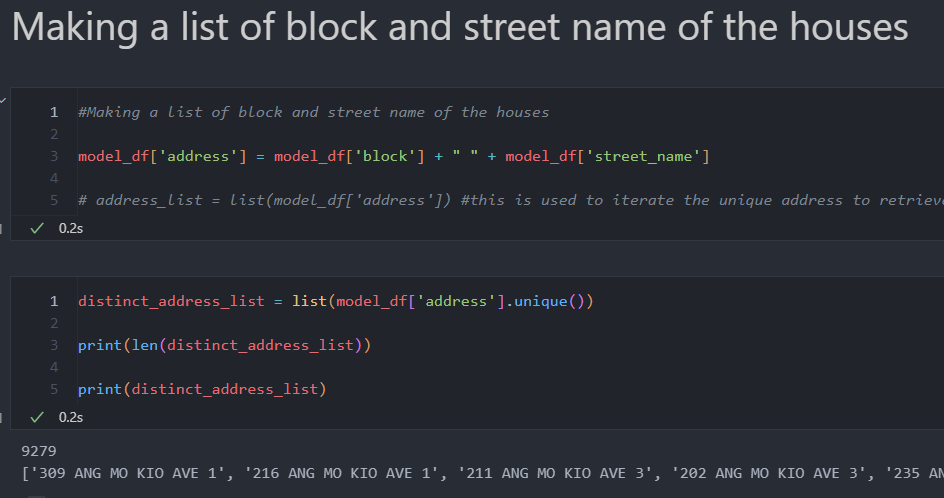 Making a list of block and street name of the houses
1 #Making a list of block and street name of the houses
2
3 model_df['address'] = model_df['block'] + " " + model_df['street_name']
4
5 # address_list = list(model_df['address']) #this is used to iterate the unique address to
0.2s
1 distinct_address_list = list(model_df['address'].unique())
2
3 print(len(distinct_address_list))
4
5 print(distinct_address_list)
0.2s
9279
['309 ANG MO KIO AVE 1', '216 ANG MO KIO AVE 1', '211 ANG MO KIO AVE 3', '202 ANG MO KIO AVE 3', '235